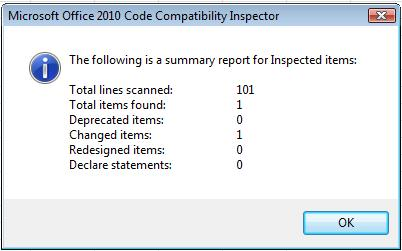 Microsoft Office 2010 Code Compatibility Inspector
The following is a summary report for Inspected items:
Total lines scanned: 101
Total items found: 1
Deprecated items: 0
Changed items: 1
Redesigned items: 0
Declare statements: 0
OK